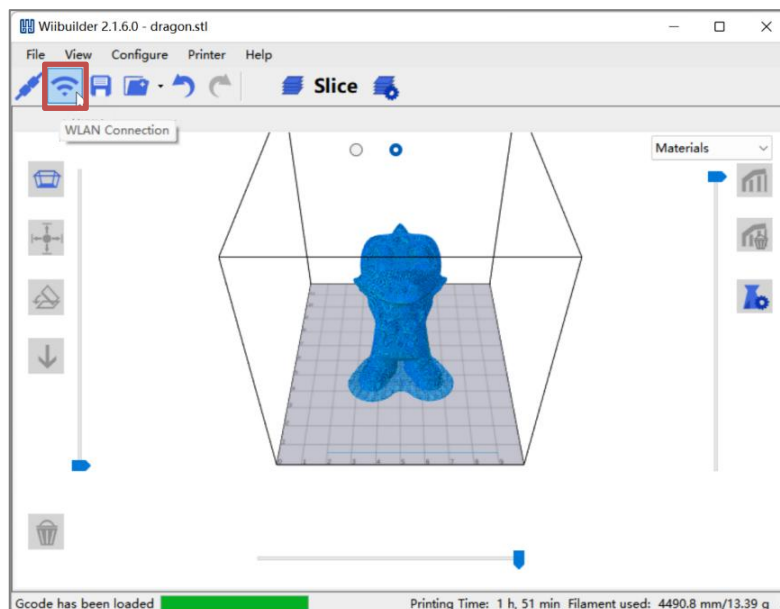 Wiibuilder 2.1.6.0 - dragon.stl
File View Configure Printer Help
Slice
WLAN Connection
Materials
Gcode has been loaded Printing Time: 1 h, 51 min Filament used: 4490.8 mm/13.39 g